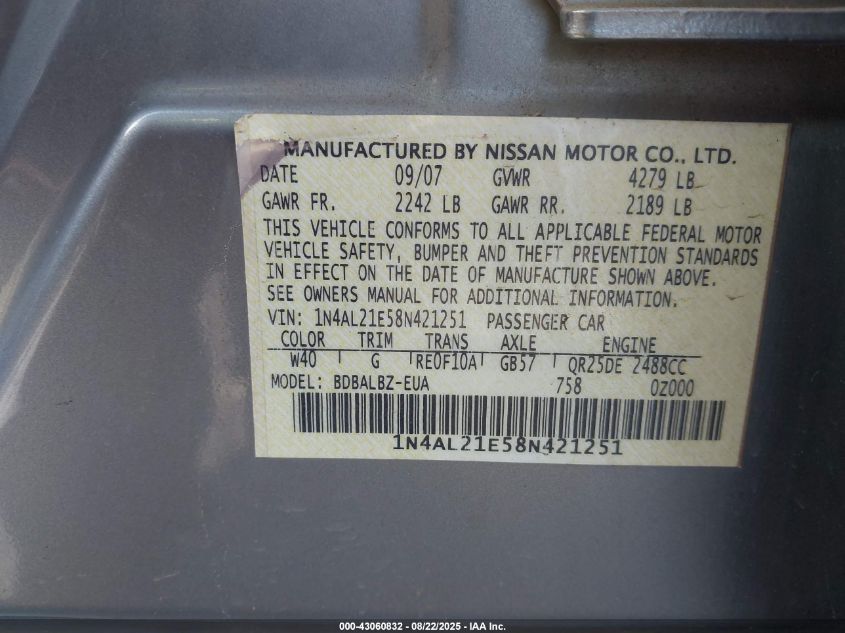 MANUFACTURED BY NISSAN MOTOR CO., LTD.
DATE 09/07 GVWR 4279 LB
GAWR FR. 2242 LB GAWR RR. 2189 LB
THIS VEHICLE CONFORMS TO ALL APPLICABLE FEDERAL MOTOR
VEHICLE SAFETY, BUMPER AND THEFT PREVENTION STANDARDS
IN EFFECT ON THE DATE OF MANUFACTURE SHOWN ABOVE.
SEE OWNERS MANUAL FOR ADDITIONAL INFORMATION.
VIN: 1N4AL21E58N421251 PASSENGER CAR
COLOR TRIM TRANS AXLE ENGINE
W40 G RE0F10A GB57 QR25DE 2488CC
MODEL: BDBALBZ-EUA 758 0Z000
1N4AL21E58N421251
000-43060832 - 08/22/2025 - IAA Inc.